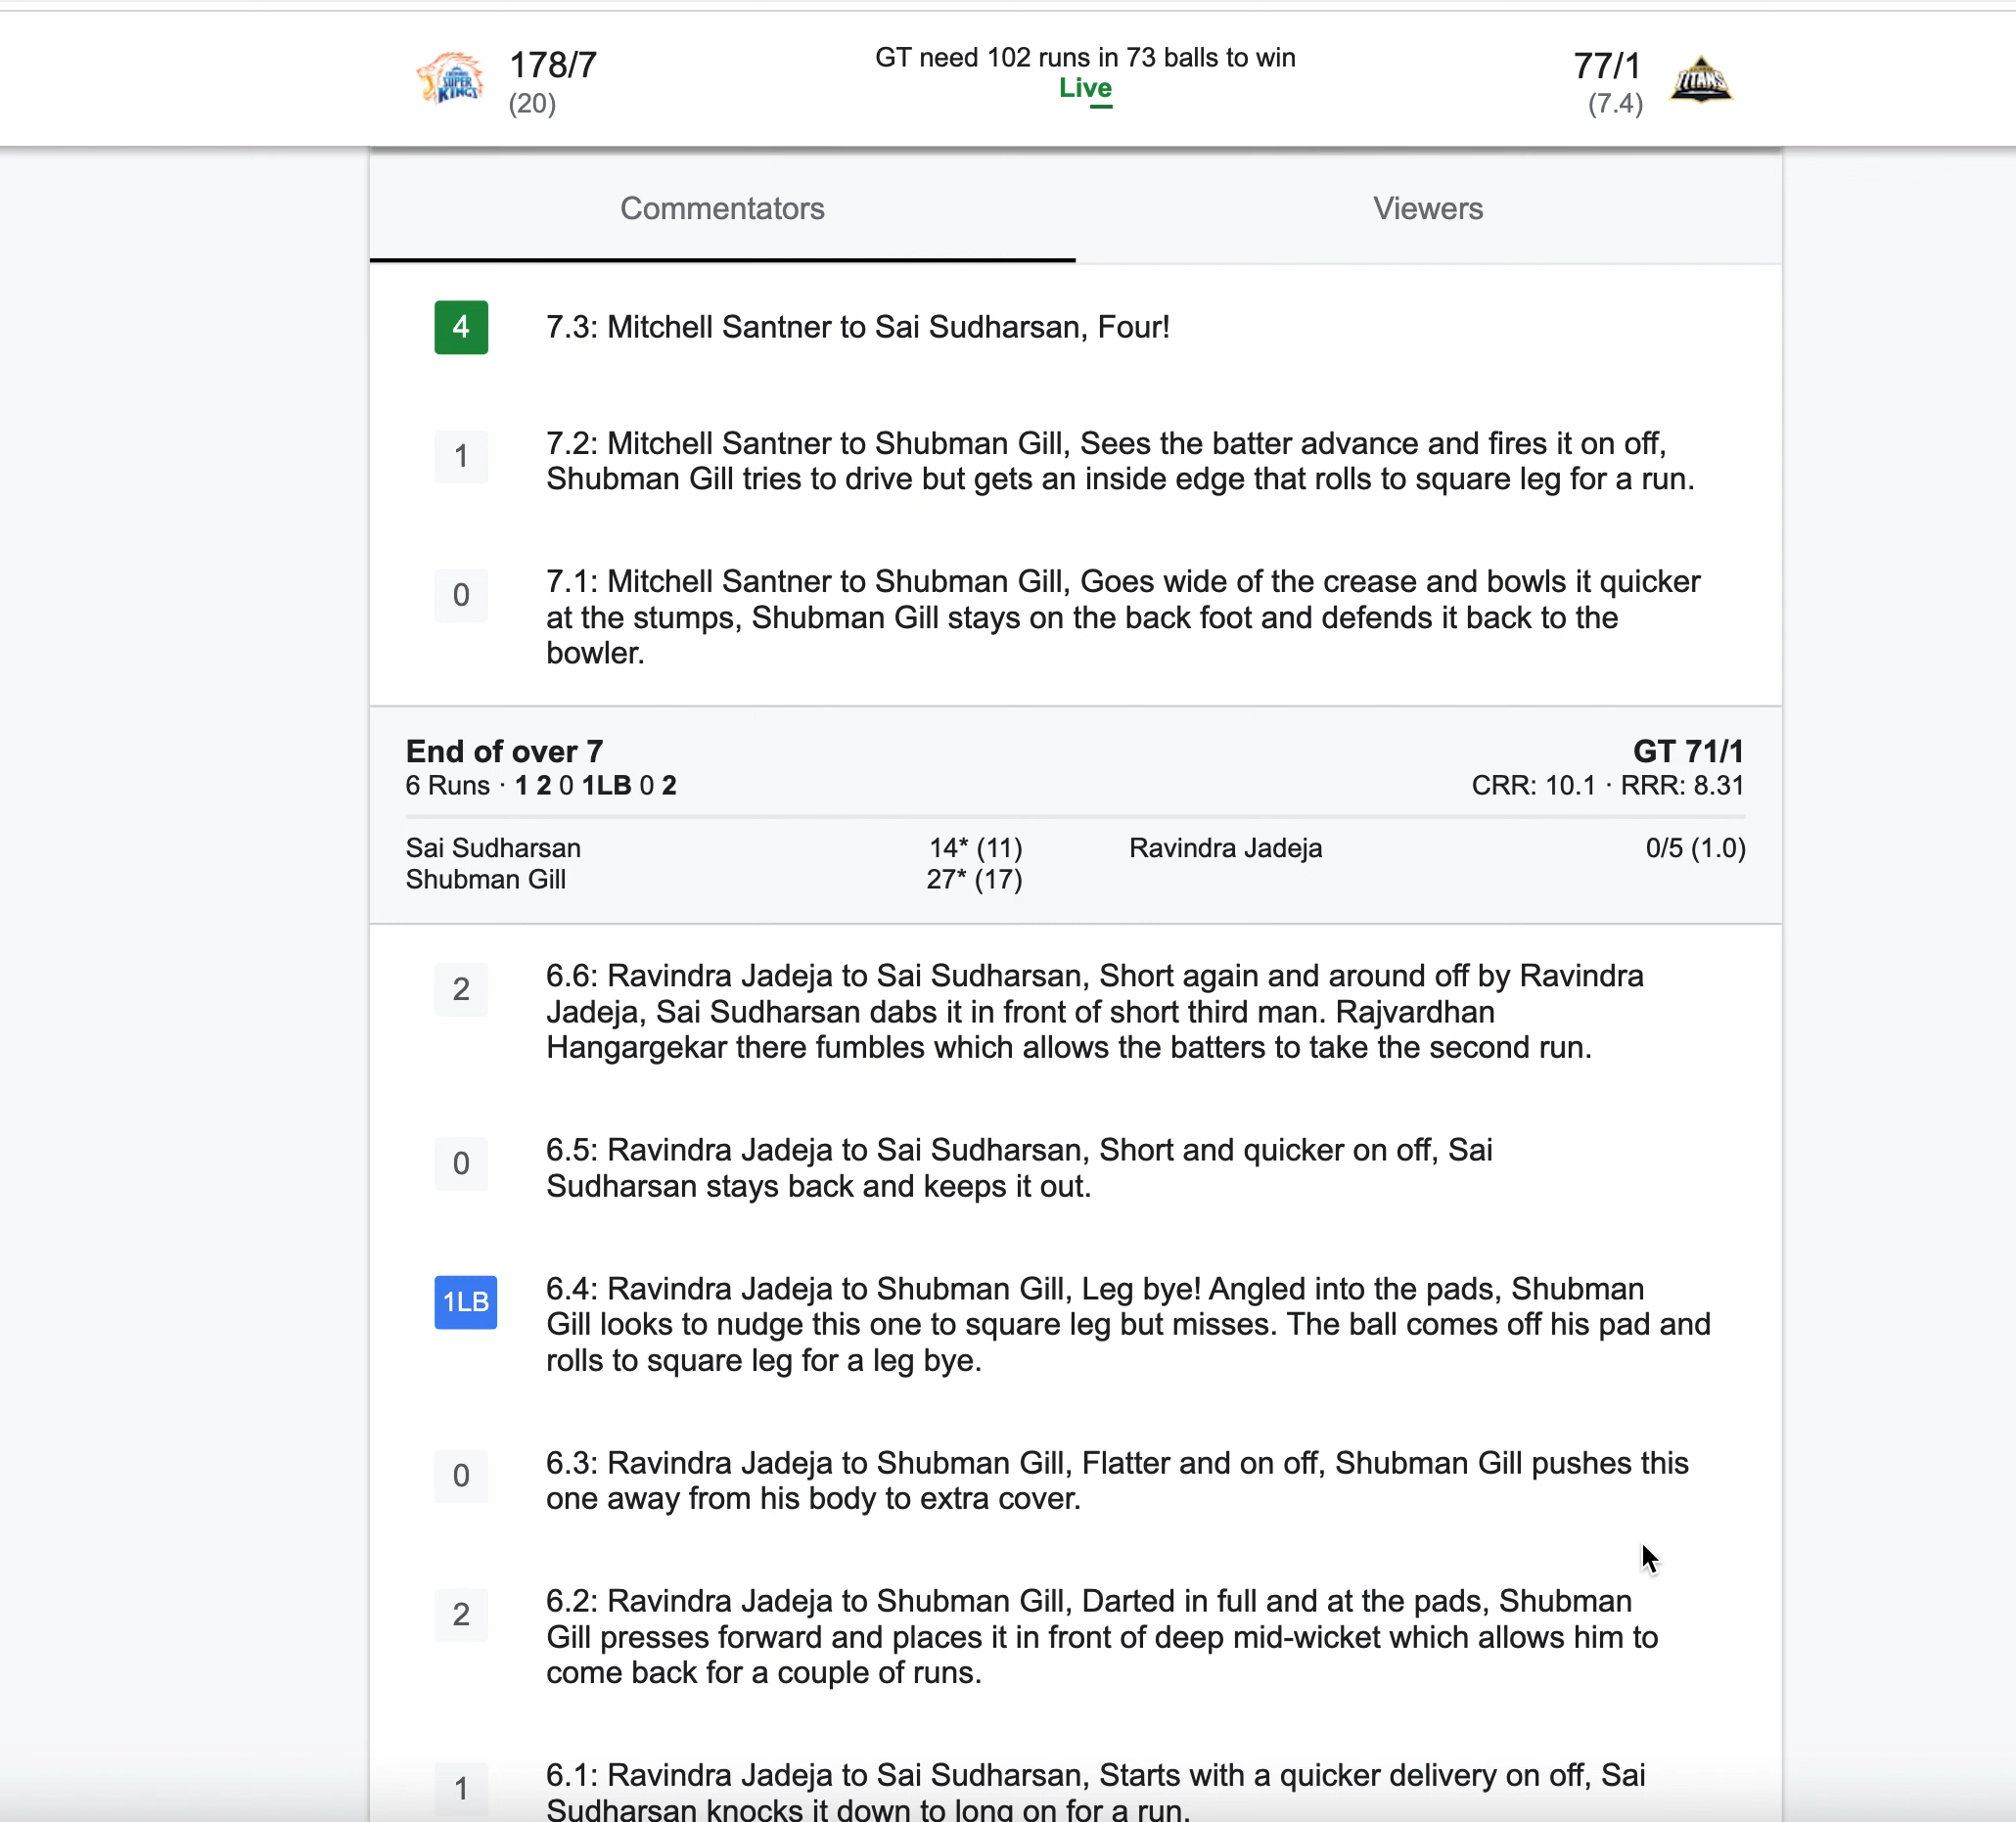 178/7
(20)
GT need 102 runs in 73 balls to win
Live
77/1
(7.4)
SUPER
KINGS
TITANS
Commentators
Viewers
4
7.3: Mitchell Santner to Sai Sudharsan, Four!
1
7.2: Mitchell Santner to Shubman Gill, Sees the batter advance and fires it on off,
Shubman Gill tries to drive but gets an inside edge that rolls to square leg for a run.
0
7.1: Mitchell Santner to Shubman Gill, Goes wide of the crease and bowls it quicker
at the stumps, Shubman Gill stays on the back foot and defends it back to the
bowler.
End of over 7
GT 71/1
6 Runs · 1 2 0 1LB 0 2
CRR: 10.1 · RRR: 8.31
Sai Sudharsan 14* (11)
Ravindra Jadeja 0/5 (1.0)
Shubman Gill 27* (17)
2
6.6: Ravindra Jadeja to Sai Sudharsan, Short again and around off by Ravindra
Jadeja, Sai Sudharsan dabs it in front of short third man. Rajvardhan
Hangargekar there fumbles which allows the batters to take the second run.
0
6.5: Ravindra Jadeja to Sai Sudharsan, Short and quicker on off, Sai
Sudharsan stays back and keeps it out.
1LB
6.4: Ravindra Jadeja to Shubman Gill, Leg bye! Angled into the pads, Shubman
Gill looks to nudge this one to square leg but misses. The ball comes off his pad and
rolls to square leg for a leg bye.
0
6.3: Ravindra Jadeja to Shubman Gill, Flatter and on off, Shubman Gill pushes this
one away from his body to extra cover.
2
6.2: Ravindra Jadeja to Shubman Gill, Darted in full and at the pads, Shubman
Gill presses forward and places it in front of deep mid-wicket which allows him to
come back for a couple of runs.
1
6.1: Ravindra Jadeja to Sai Sudharsan, Starts with a quicker delivery on off, Sai
Sudharsan knocks it down to long on for a run.